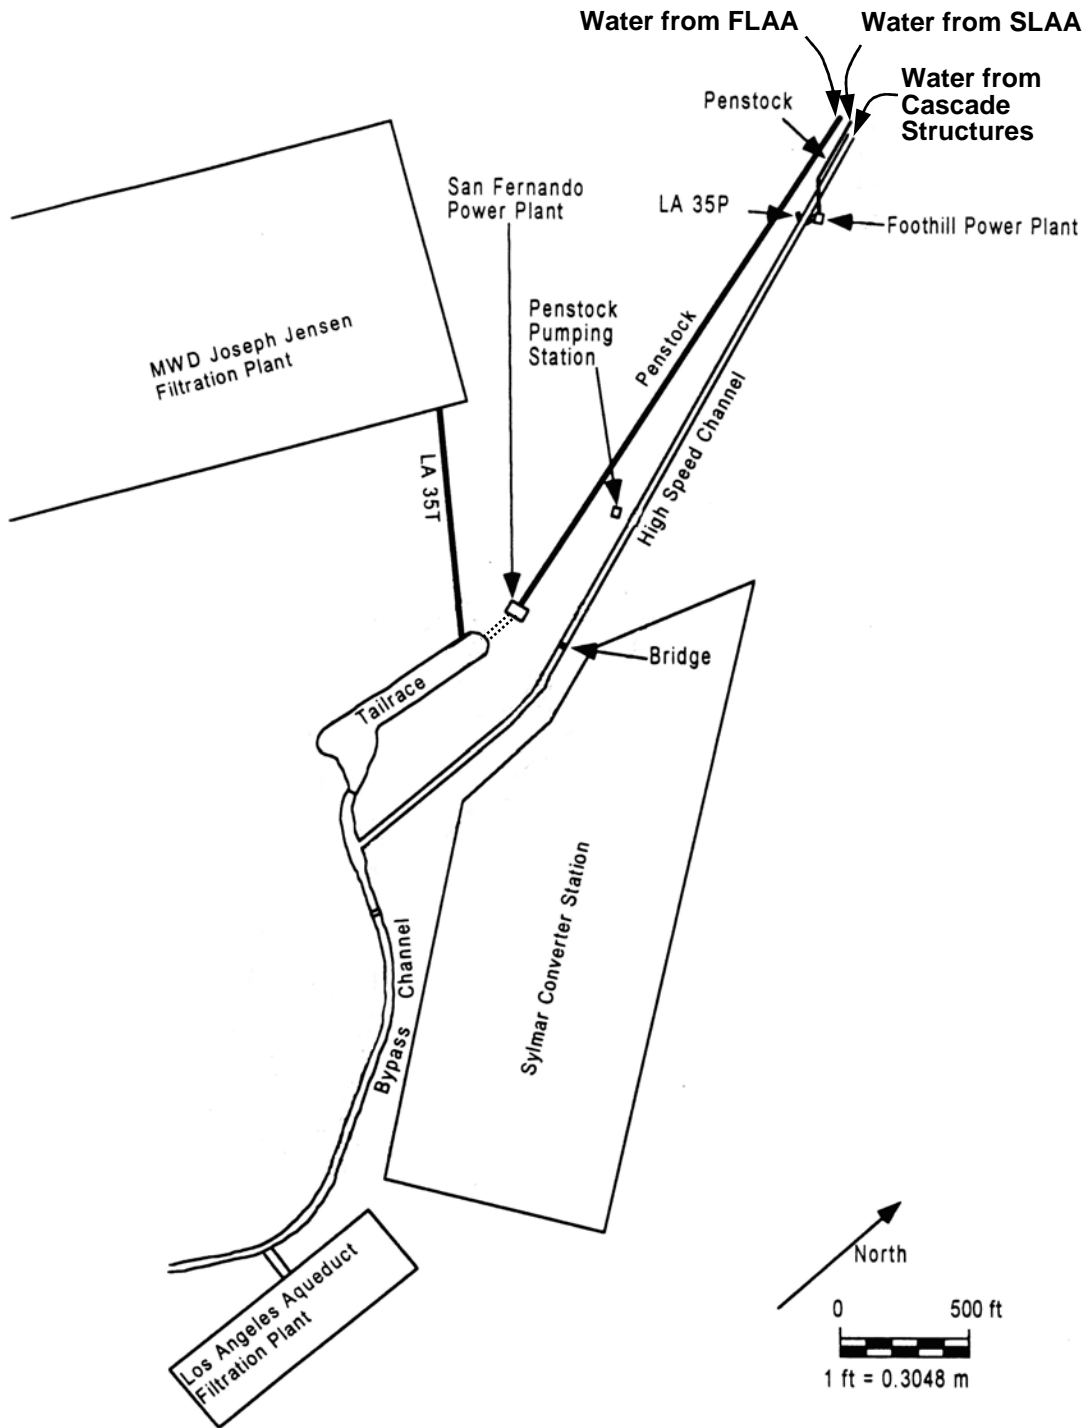 Water from FLAA
Water from SLAA
Water from
Cascade
Structures
Penstock
San Fernando
Power Plant
LA 35P
Foothill Power Plant
Penstock
Pumping
Station
Penstock
MWD Joseph Jensen
Filtration Plant
High Speed Channel
LA 35T
Bridge
Tailrace
Sylmar Converter Station
Bypass Channel
North
Los Angeles Aqueduct
Filtration Plant
0 500 ft
1 ft = 0.3048 m